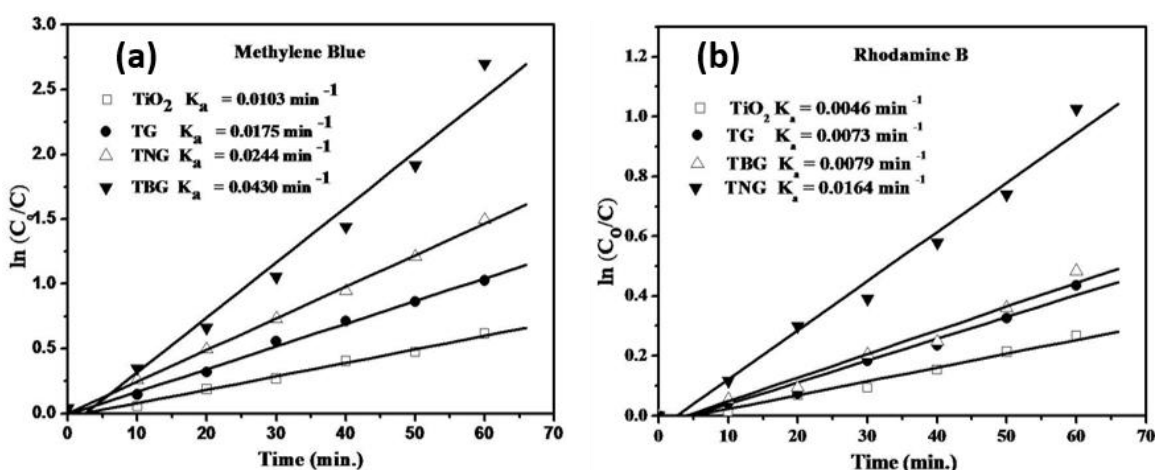 (a)
Methylene Blue
TiO2 Ka = 0.0103 min-1
TG Ka = 0.0175 min-1
TNG Ka = 0.0244 min-1
TBG Ka = 0.0430 min-1
ln (C0/C)
3.0
2.5
2.0
1.5
1.0
0.5
0.0
0 10 20 30 40 50 60 70
Time (min.)
(b)
Rhodamine B
TiO2 Ka = 0.0046 min-1
TG Ka = 0.0073 min-1
TBG Ka = 0.0079 min-1
TNG Ka = 0.0164 min-1
ln (C0/C)
1.2
1.0
0.8
0.6
0.4
0.2
0.0
0 10 20 30 40 50 60 70
Time (min.)